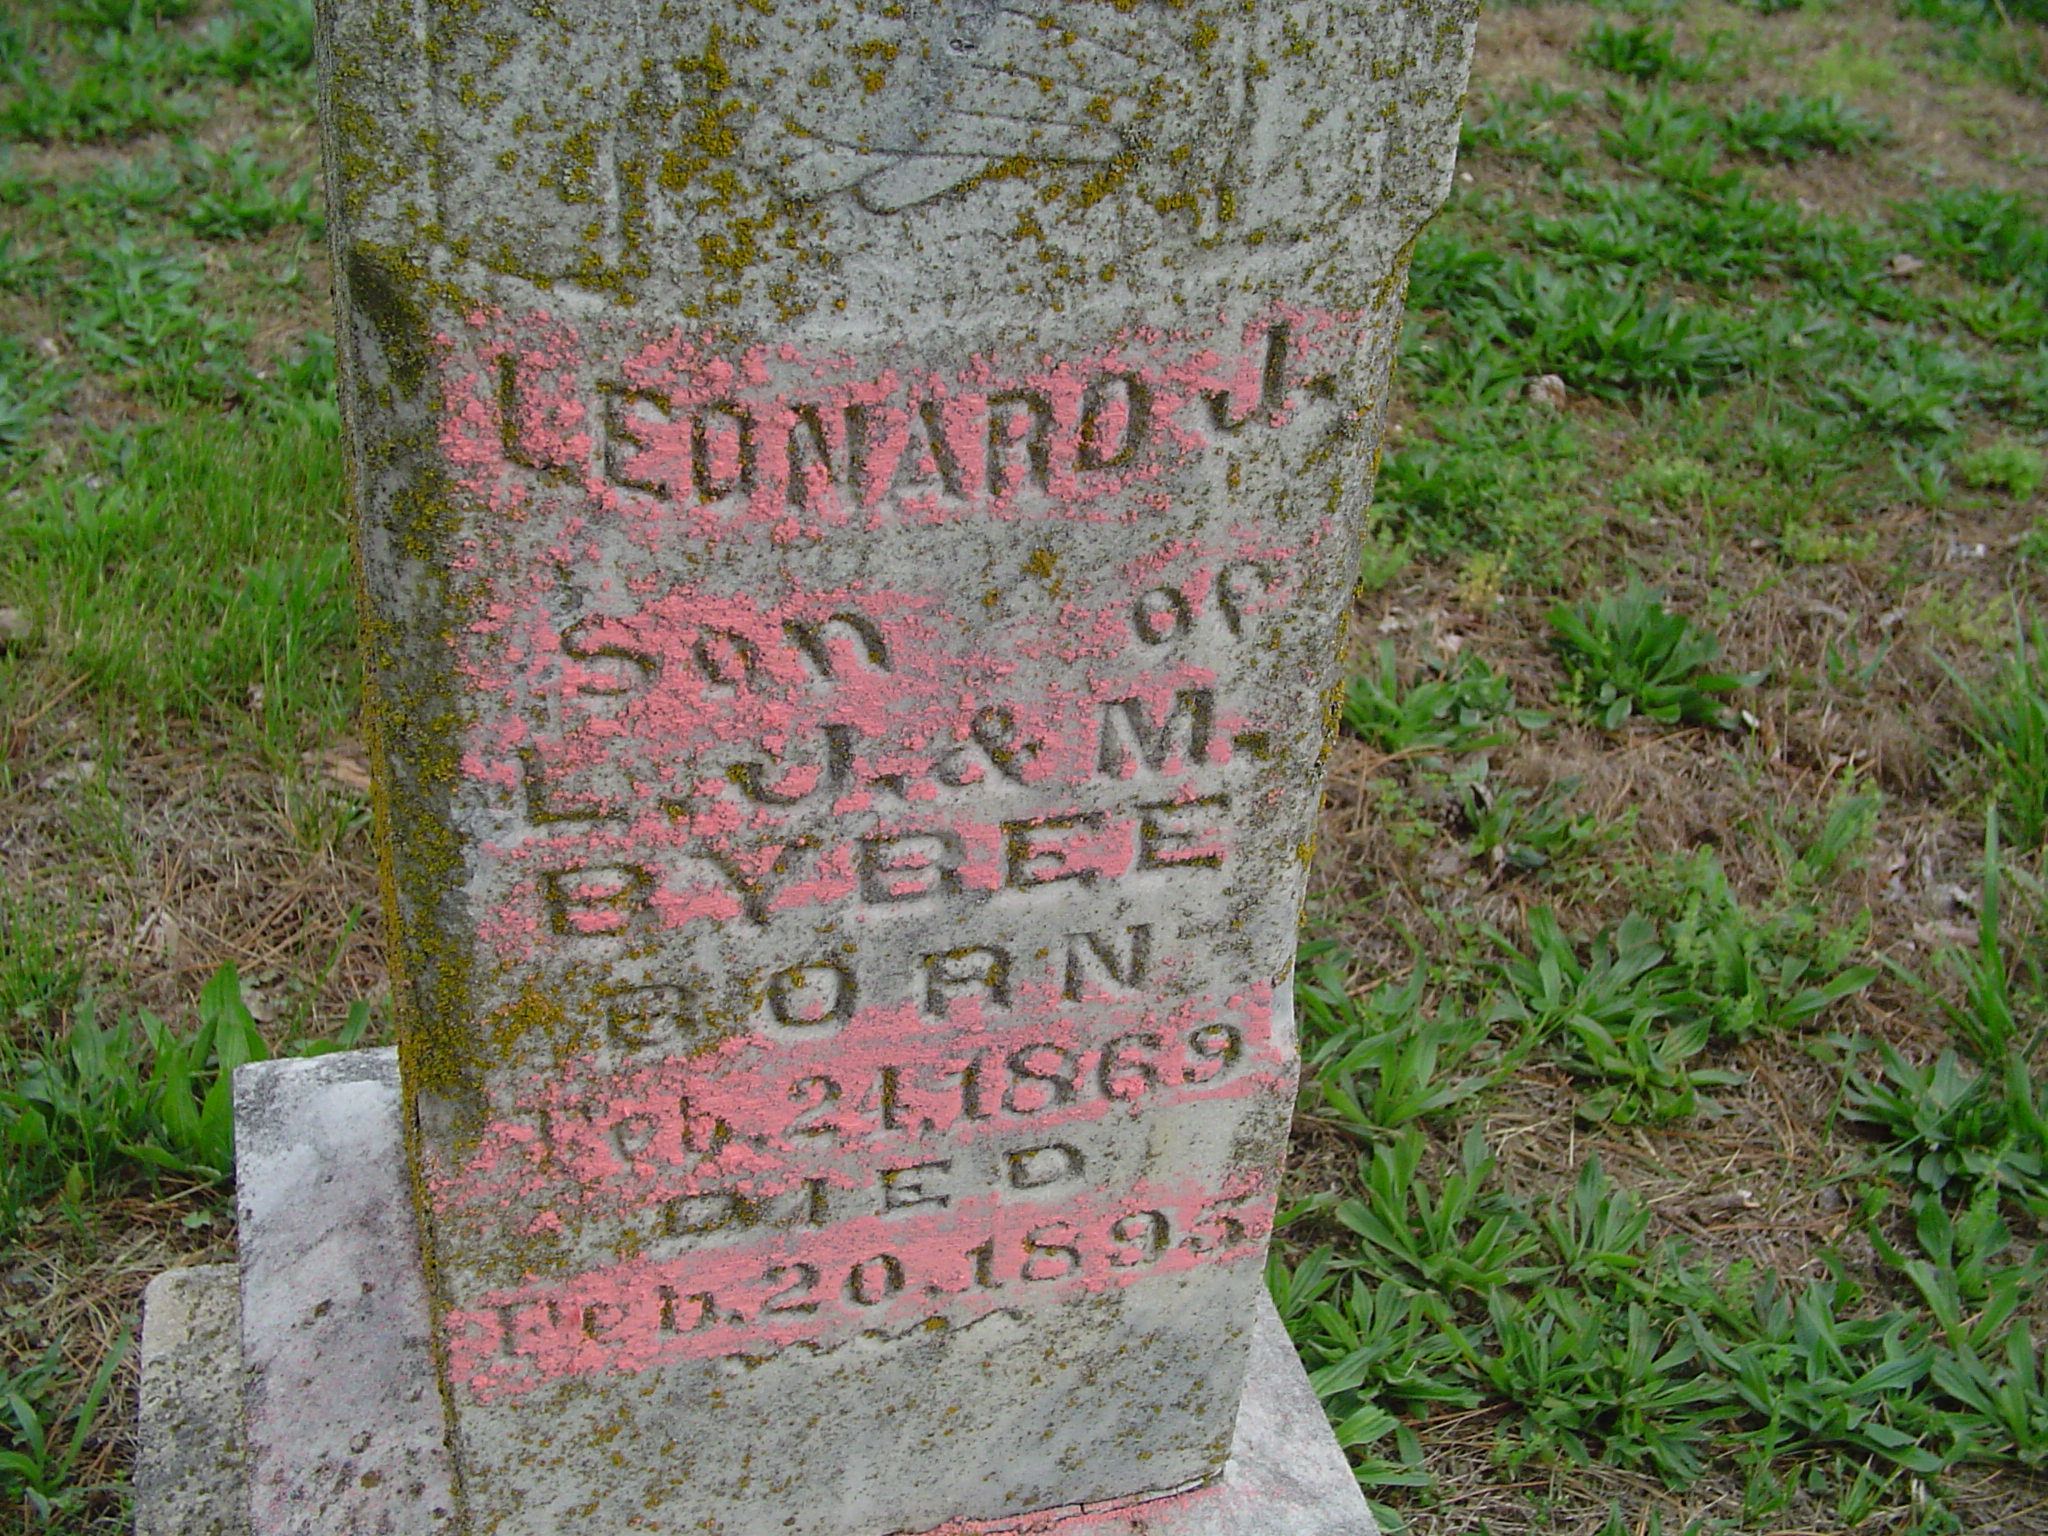 LEONARD J.
Son of
L. J. & M.
BYBEE
BORN
Feb. 24, 1869
DIED
Feb. 20, 1895